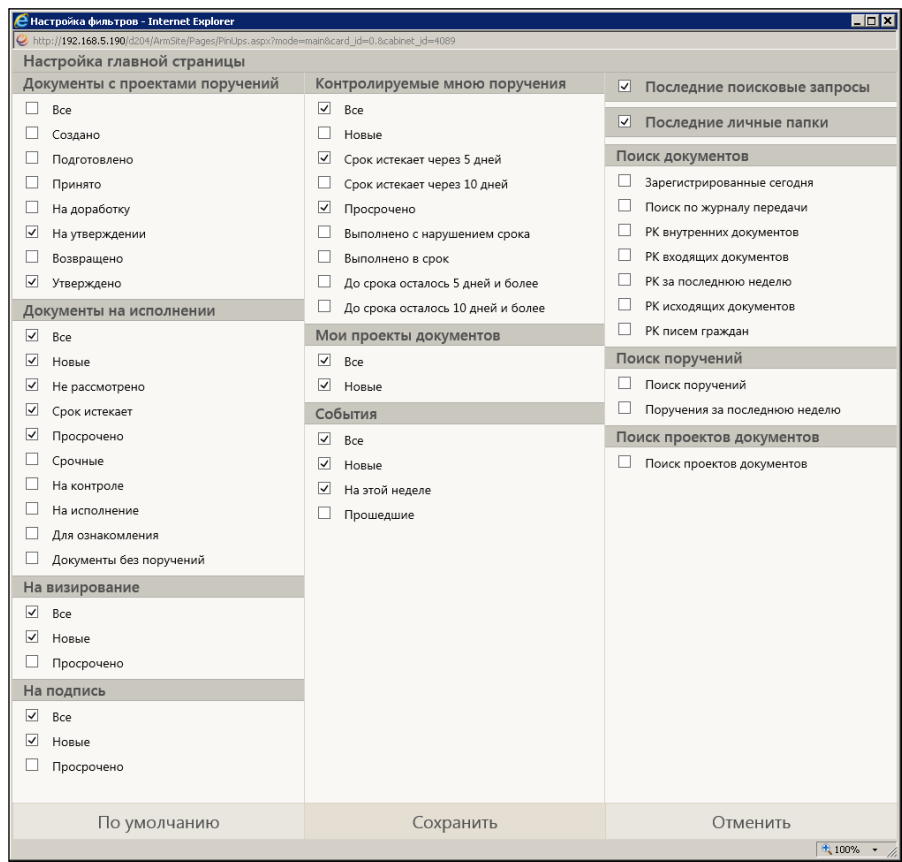 Настройка фильтров - Internet Explorer
http://192.168.5.190/d204/ArmSite/Pages/PinUps.aspx?mode=main&card_id=0.&cabinet_id=4089
Настройка главной страницы
Документы с проектами поручений
Все
Создано
Подготовлено
Принято
На доработку
На утверждении
Возвращено
Утверждено
Документы на исполнении
Все
Новые
Не рассмотрено
Срок истекает
Просрочено
Срочные
На контроле
На исполнение
Для ознакомления
Документы без поручений
На визирование
Все
Новые
Просрочено
На подпись
Все
Новые
Просрочено
Контролируемые мною поручения
Все
Новые
Срок истекает через 5 дней
Срок истекает через 10 дней
Просрочено
Выполнено с нарушением срока
Выполнено в срок
До срока осталось 5 дней и более
До срока осталось 10 дней и более
Мои проекты документов
Все
Новые
События
Все
Новые
На этой неделе
Прошедшие
Последние поисковые запросы
Последние личные папки
Поиск документов
Зарегистрированные сегодня
Поиск по журналу передачи
РК внутренних документов
РК входящих документов
РК за последнюю неделю
РК исходящих документов
РК писем граждан
Поиск поручений
Поиск поручений
Поручения за последнюю неделю
Поиск проектов документов
Поиск проектов документов
По умолчанию
Сохранить
Отменить
100%